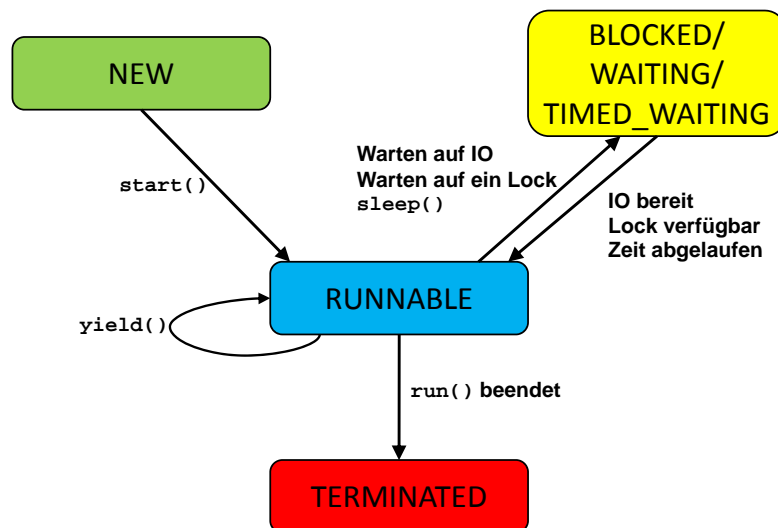 NEW
BLOCKED/
WAITING/
TIMED_WAITING
start()
Warten auf IO
Warten auf ein Lock
sleep()
IO bereit
Lock verfügbar
Zeit abgelaufen
RUNNABLE
yield()
run() beendet
TERMINATED